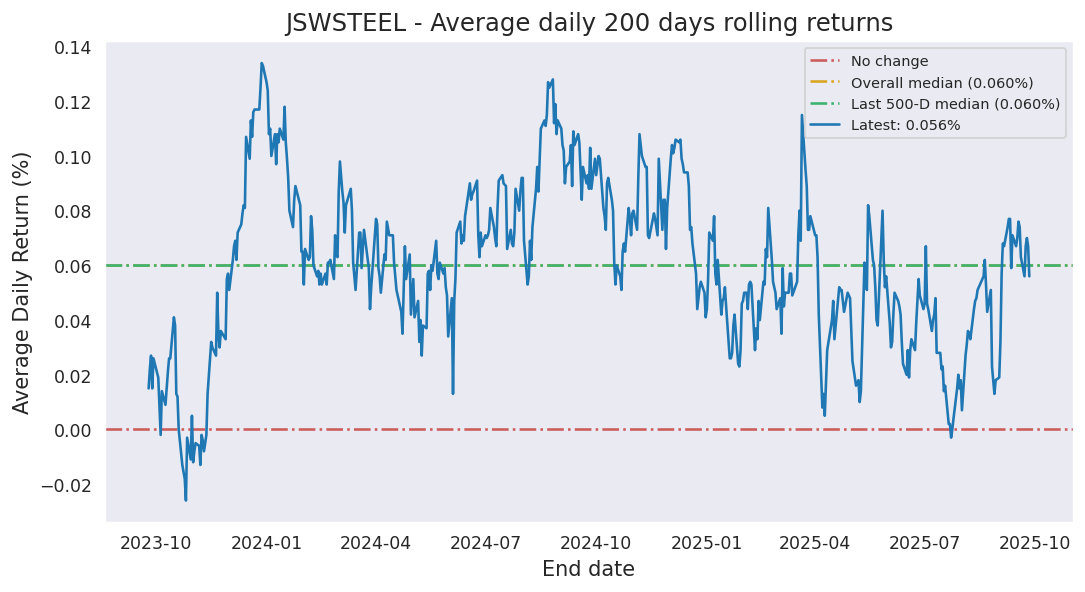 JSWSTEEL - Average daily 200 days rolling returns
Average Daily Return (%)
0.14
0.12
0.10
0.08
0.06
0.04
0.02
0.00
−0.02
No change
Overall median (0.060%)
Last 500-D median (0.060%)
Latest: 0.056%
2023-10 2024-01 2024-04 2024-07 2024-10 2025-01 2025-04 2025-07 2025-10
End date